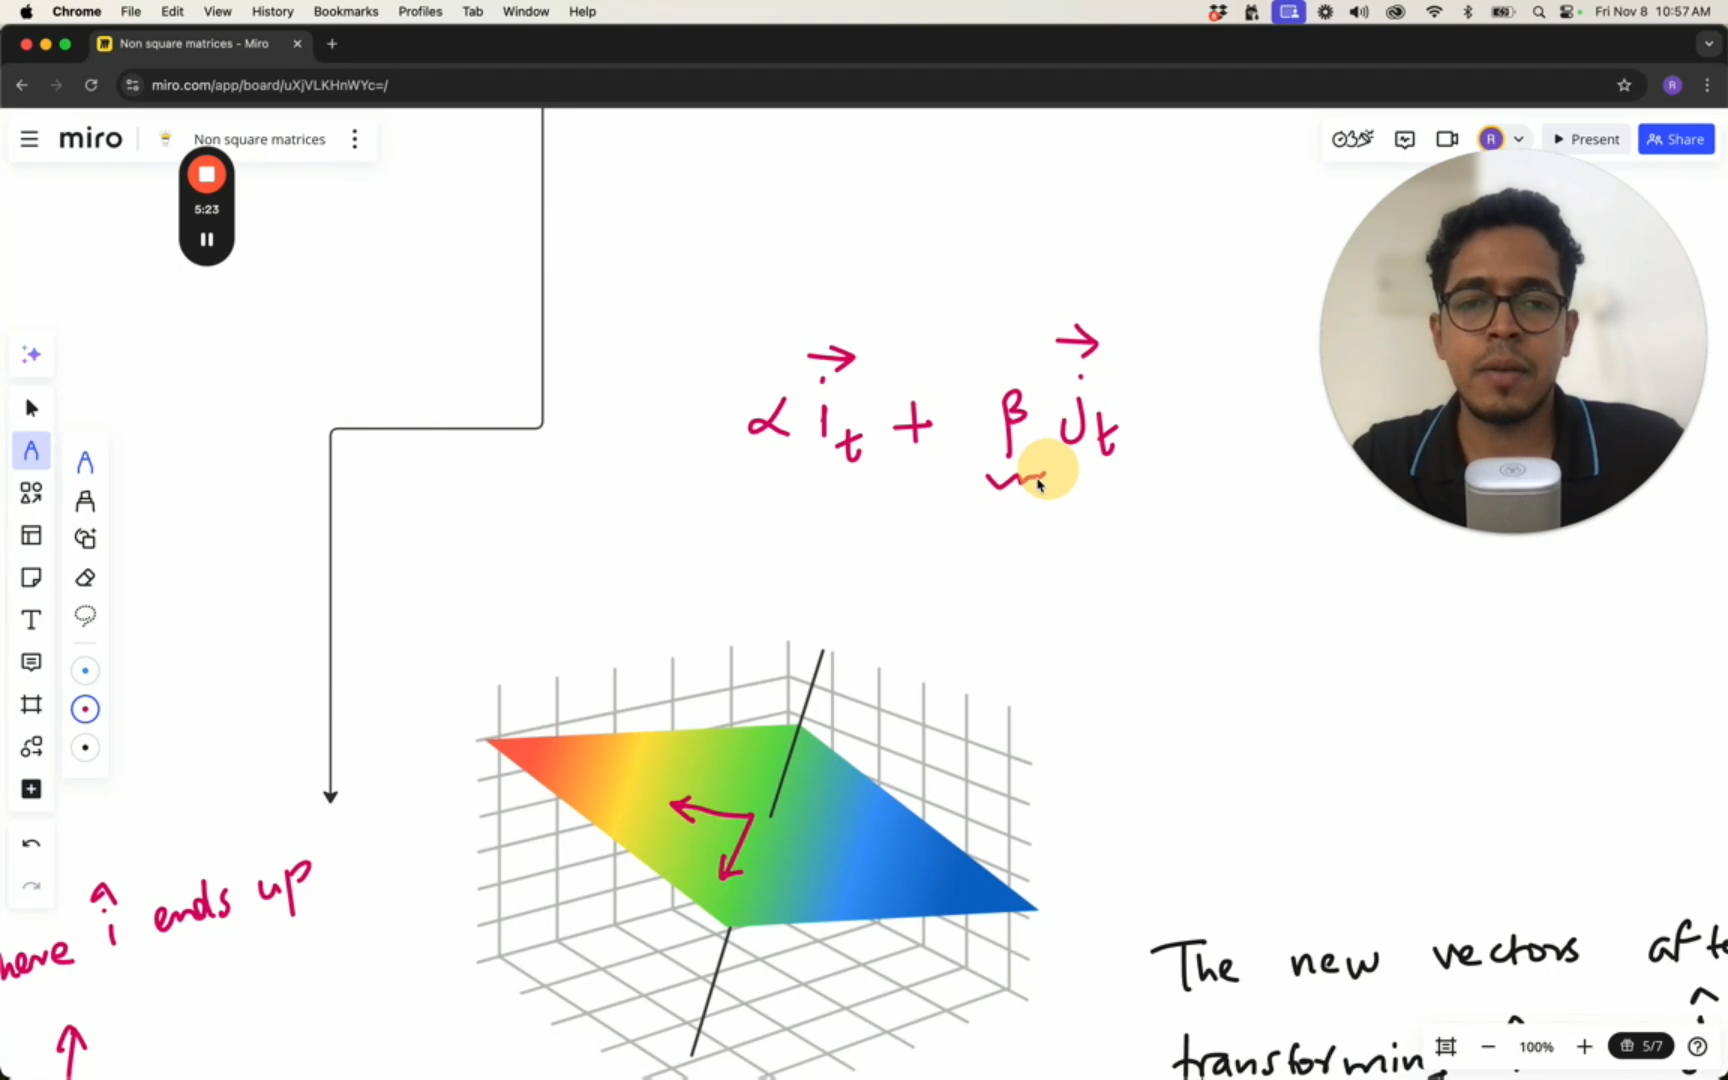 Chrome File Edit View History Bookmarks Profiles Tab Window Help Fri Nov 8 10:57 AM
Non square matrices - Miro
miro.com/app/board/uXjVLKHnWYc=/ R
miro Non square matrices R Present Share
5:23
α i⃗ₜ + β j⃗ₜ
T
î ends up
here
The new vectors afte
transforming
100% 5/7